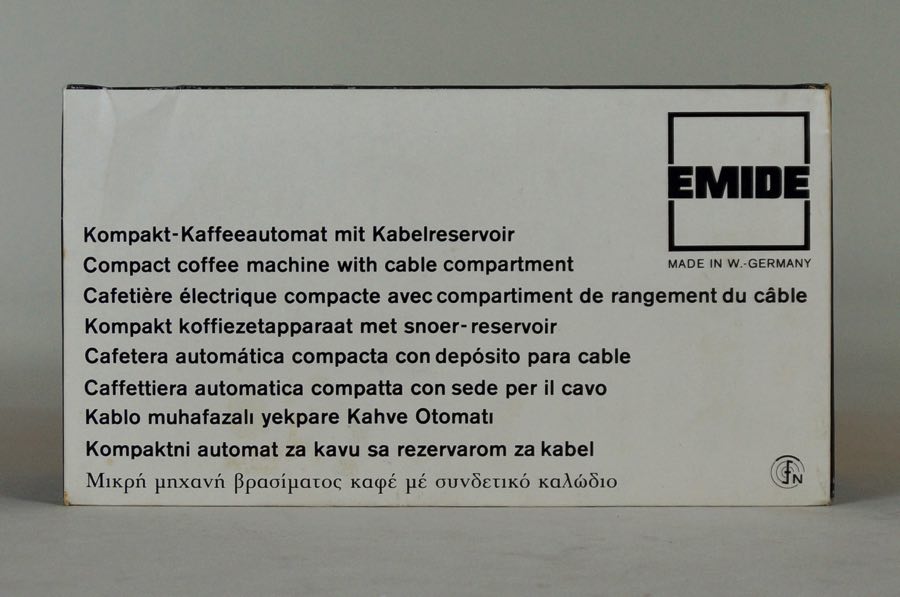 EMIDE
MADE IN W.-GERMANY
Kompakt-Kaffeeautomat mit Kabelreservoir
Compact coffee machine with cable compartment
Cafetière électrique compacte avec compartiment de rangement du câble
Kompakt koffiezetapparaat met snoer-reservoir
Cafetera automática compacta con depósito para cable
Caffettiera automatica compatta con sede per il cavo
Kablo muhafazalı yekpare Kahve Otomatı
Kompaktni automat za kavu sa rezervarom za kabel
Μικρή μηχανή βρασίματος καφέ μέ συνδετικό καλώδιο